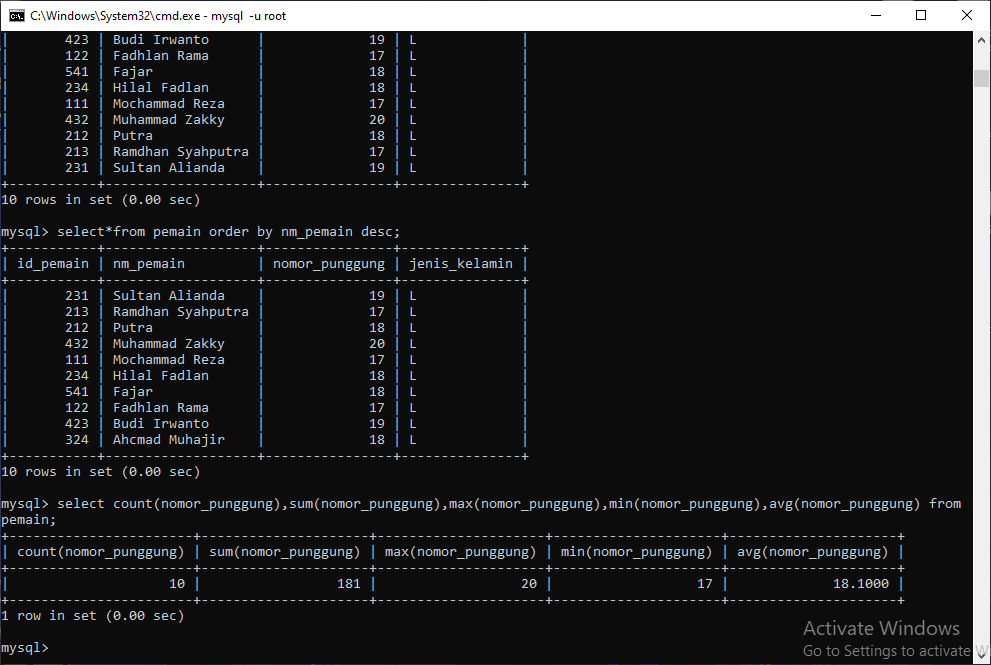 C:\Windows\System32\cmd.exe - mysql  -u root
|       423 | Budi Irwanto      |             19 | L             |
|       122 | Fadhlan Rama      |             17 | L             |
|       541 | Fajar             |             18 | L             |
|       234 | Hilal Fadlan      |             18 | L             |
|       111 | Mochammad Reza    |             17 | L             |
|       432 | Muhammad Zakky    |             20 | L             |
|       212 | Putra             |             18 | L             |
|       213 | Ramdhan Syahputra |             17 | L             |
|       231 | Sultan Alianda    |             19 | L             |
+-----------+-------------------+----------------+---------------+
10 rows in set (0.00 sec)
mysql> select*from pemain order by nm_pemain desc;
+-----------+-------------------+----------------+---------------+
| id_pemain | nm_pemain         | nomor_punggung | jenis_kelamin |
+-----------+-------------------+----------------+---------------+
|       231 | Sultan Alianda    |             19 | L             |
|       213 | Ramdhan Syahputra |             17 | L             |
|       212 | Putra             |             18 | L             |
|       432 | Muhammad Zakky    |             20 | L             |
|       111 | Mochammad Reza    |             17 | L             |
|       234 | Hilal Fadlan      |             18 | L             |
|       541 | Fajar             |             18 | L             |
|       122 | Fadhlan Rama      |             17 | L             |
|       423 | Budi Irwanto      |             19 | L             |
|       324 | Ahcmad Muhajir    |             18 | L             |
+-----------+-------------------+----------------+---------------+
10 rows in set (0.00 sec)
mysql> select count(nomor_punggung),sum(nomor_punggung),max(nomor_punggung),min(nomor_punggung),avg(nomor_punggung) from
pemain;
+-----------------------+---------------------+---------------------+---------------------+---------------------+
| count(nomor_punggung) | sum(nomor_punggung) | max(nomor_punggung) | min(nomor_punggung) | avg(nomor_punggung) |
+-----------------------+---------------------+---------------------+---------------------+---------------------+
|                    10 |                 181 |                  20 |                  17 |             18.1000 |
+-----------------------+---------------------+---------------------+---------------------+---------------------+
1 row in set (0.00 sec)
mysql>
Activate Windows
Go to Settings to activate